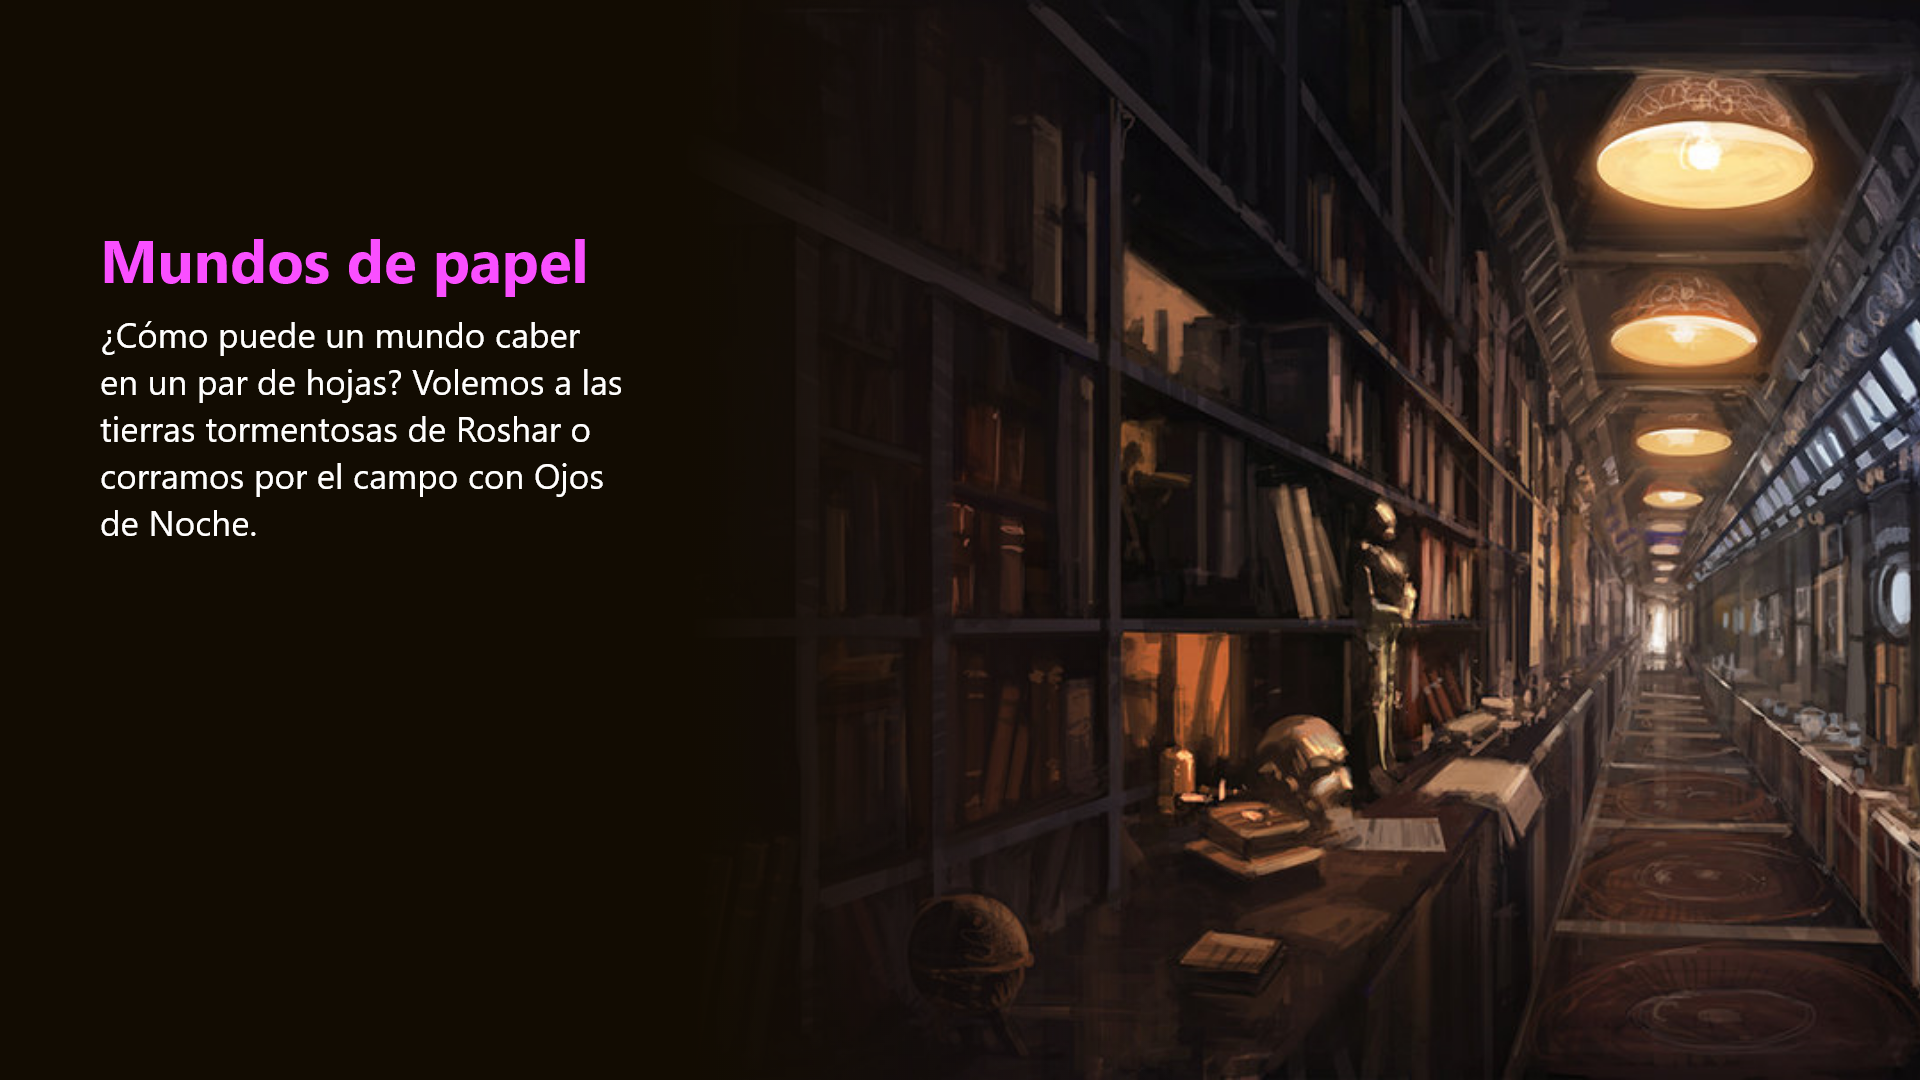 Mundos de papel
¿Cómo puede un mundo caber
en un par de hojas? Volemos a las
tierras tormentosas de Roshar o
corramos por el campo con Ojos
de Noche.